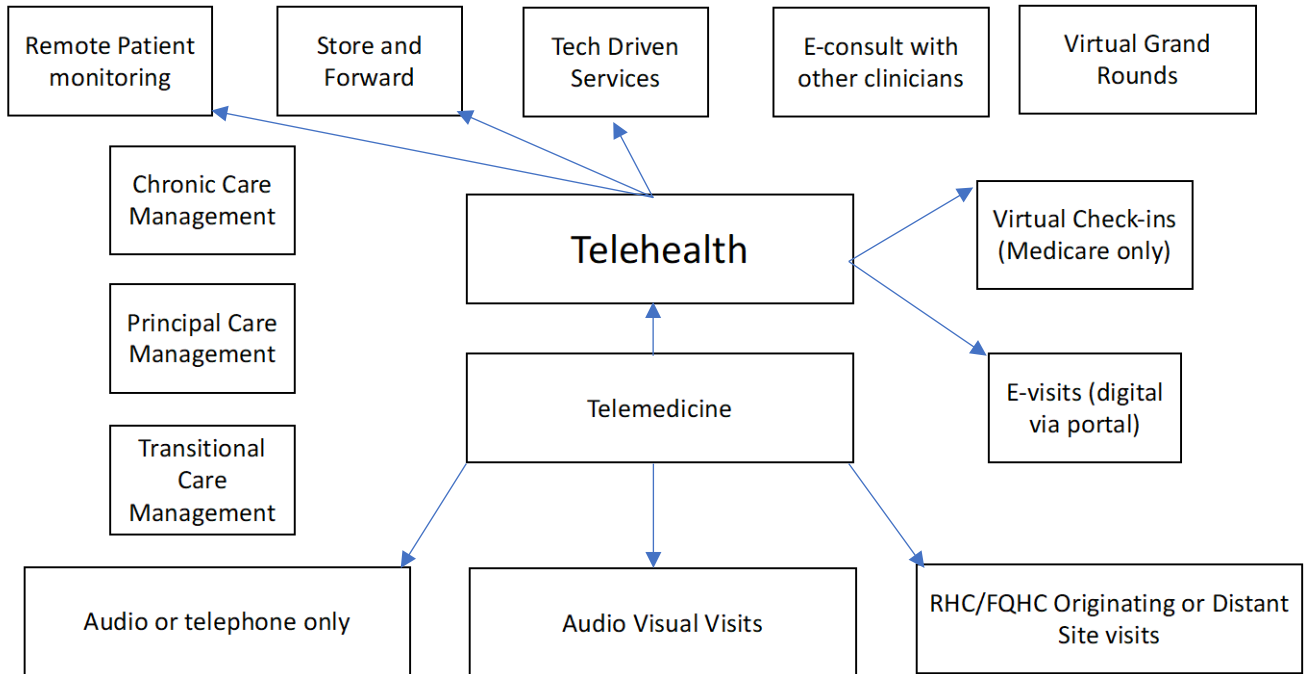 Remote Patient
monitoring
Store and
Forward
Tech Driven
Services
E-consult with
other clinicians
Virtual Grand
Rounds
Chronic Care
Management
Telehealth
Virtual Check-ins
(Medicare only)
Principal Care
Management
Telemedicine
E-visits (digital
via portal)
Transitional
Care
Management
Audio or telephone only
Audio Visual Visits
RHC/FQHC Originating or Distant
Site visits